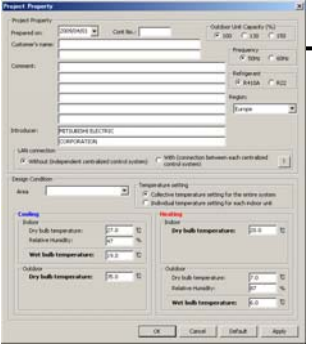 Project Property
Project Property
Prepared on: 2009/04/03 Cont No.:
Outdoor Unit Capacity (%)
100 130 150
Customer's name:
Frequency
50Hz 60Hz
Comment:
Refrigerant
R410A R22
Region:
Europe
Introducer: MITSUBISHI ELECTRIC
CORPORATION
LAN connection
Without (Independent centralized control system) With (connection between each centralized control system) ?
Design Condition
Area
Temperature setting
Collective temperature setting for the entire system
Individual temperature setting for each indoor unit
Cooling
Indoor
Dry bulb temperature: 27.0 ℃
Relative Humidity: 47 %
Wet bulb temperature: 19.0 ℃
Outdoor
Dry bulb temperature: 35.0 ℃
Heating
Indoor
Dry bulb temperature: 20.0 ℃
Outdoor
Dry bulb temperature: 7.0 ℃
Relative Humidity: 87 %
Wet bulb temperature: 6.0 ℃
OK Cancel Default Apply